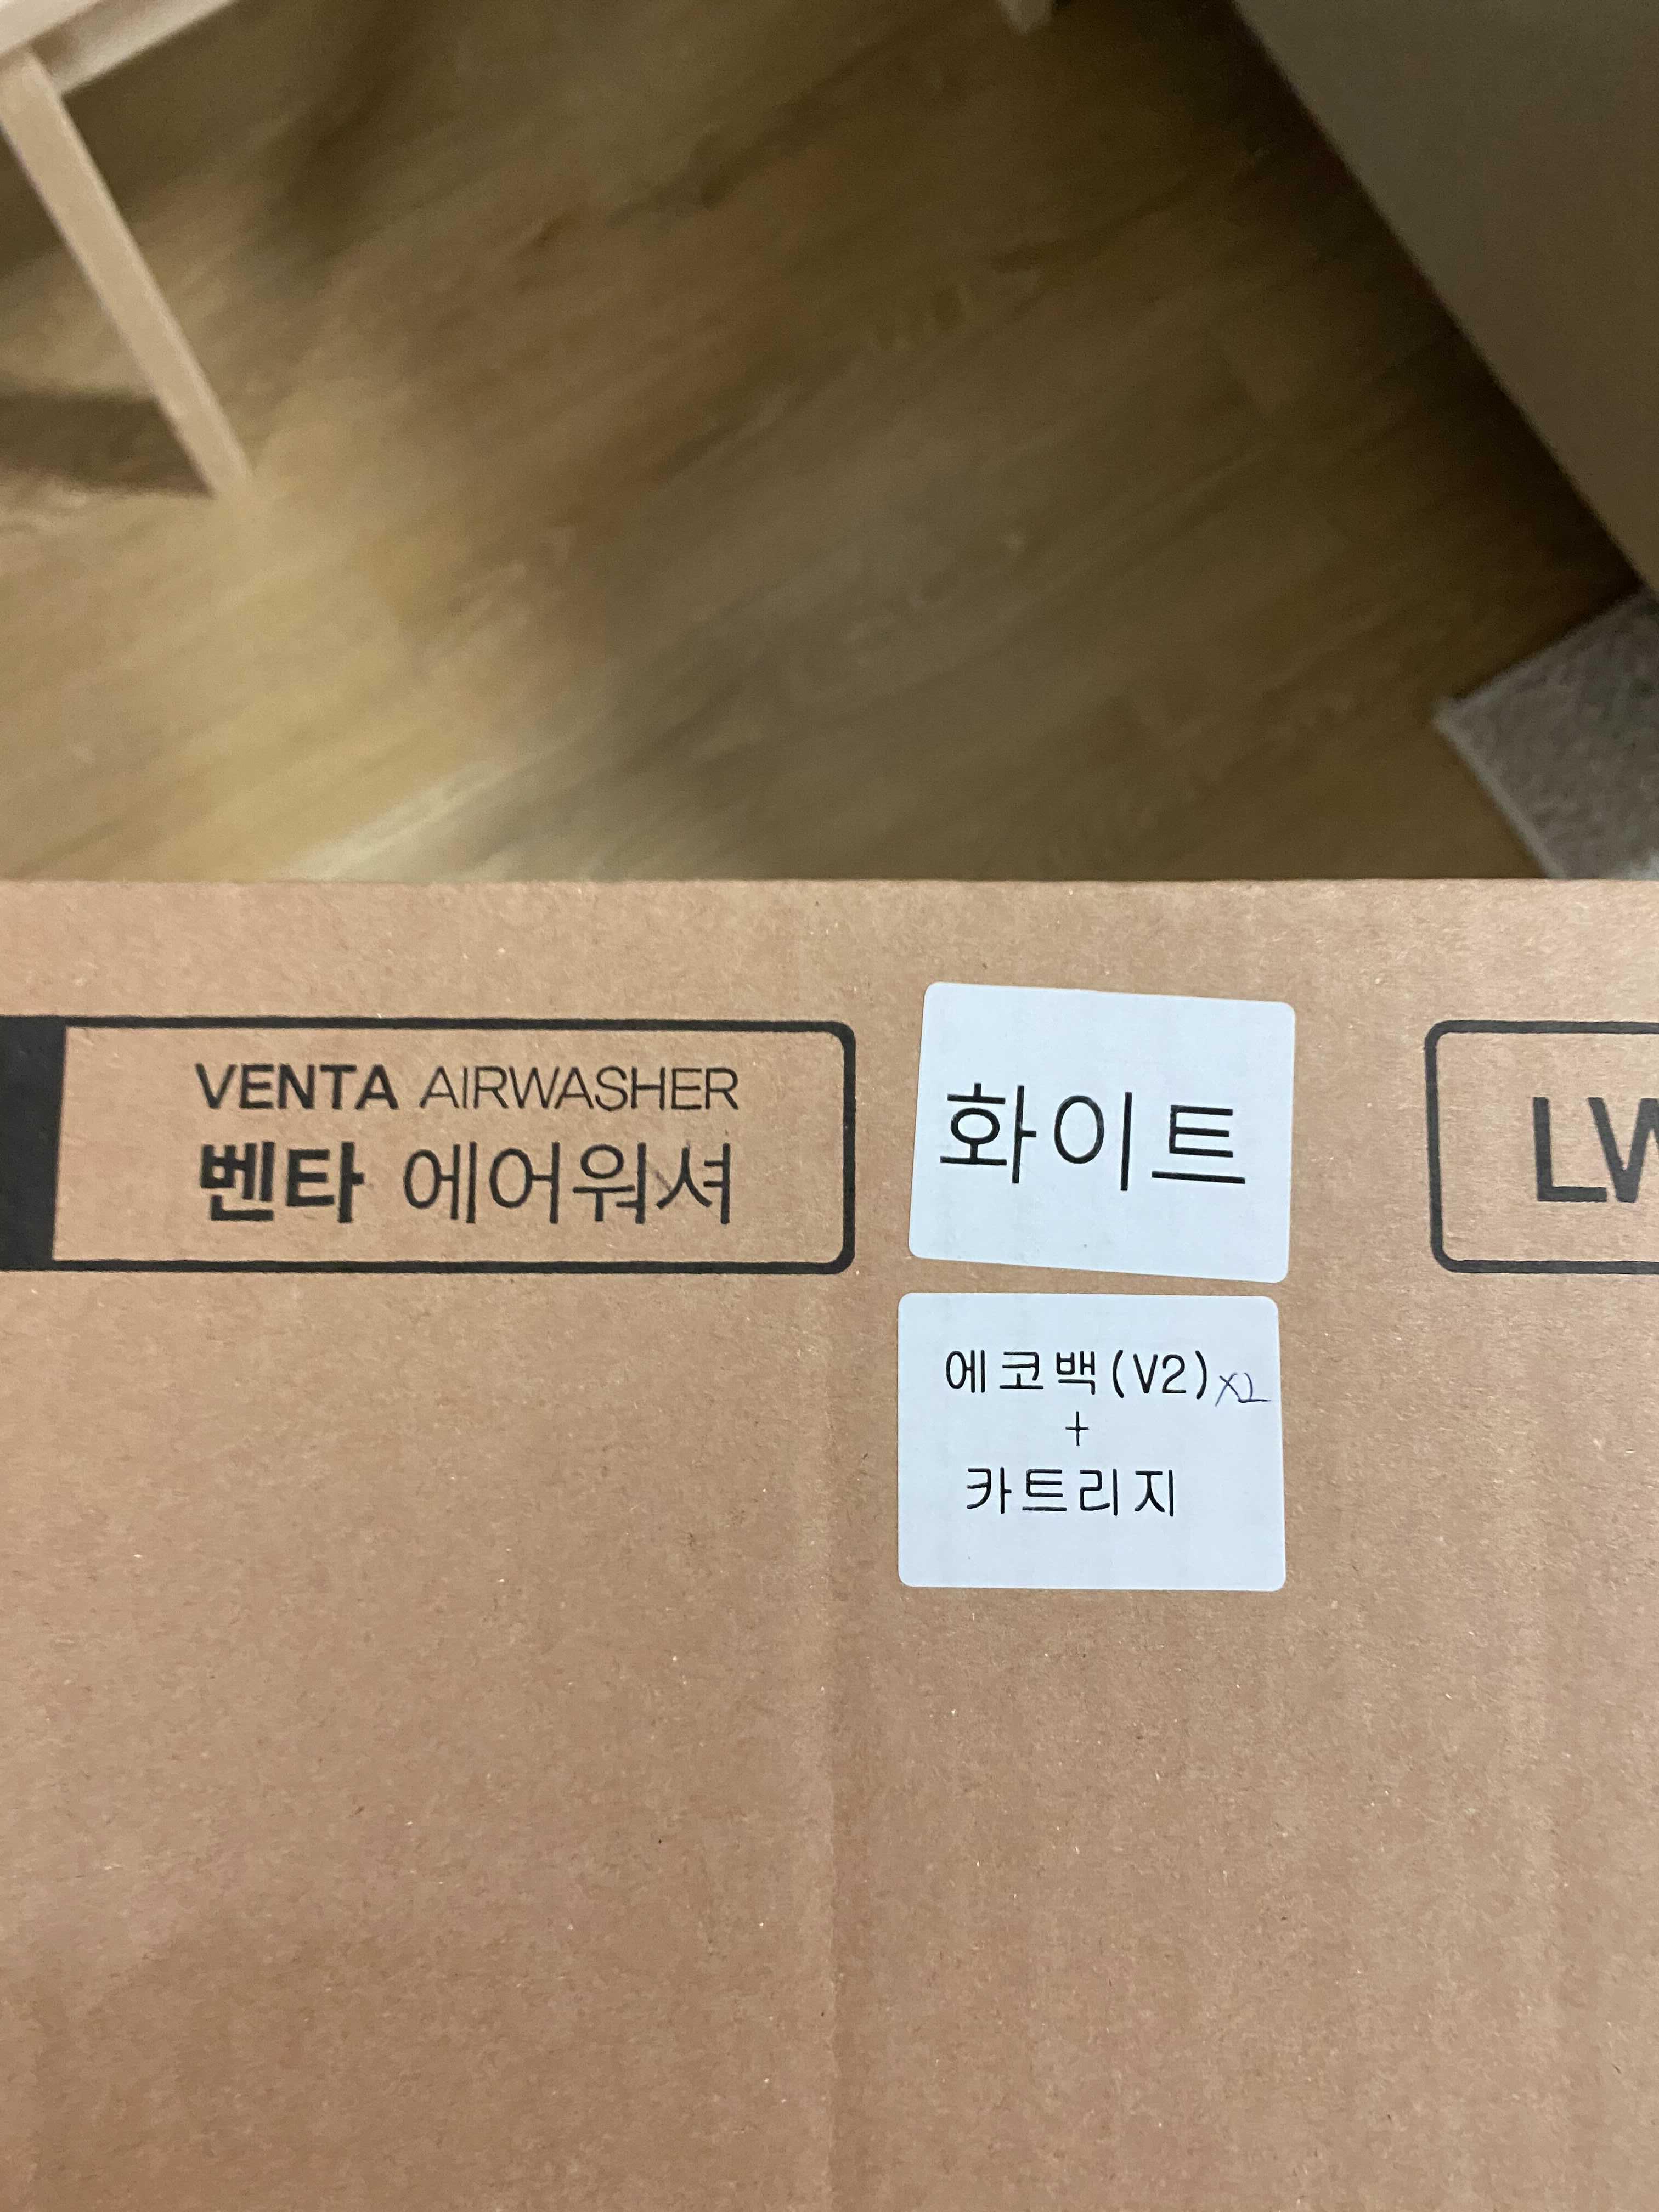 VENTA AIRWASHER
벤타 에어워셔
화이트
에코백(V2)x2
+
카트리지